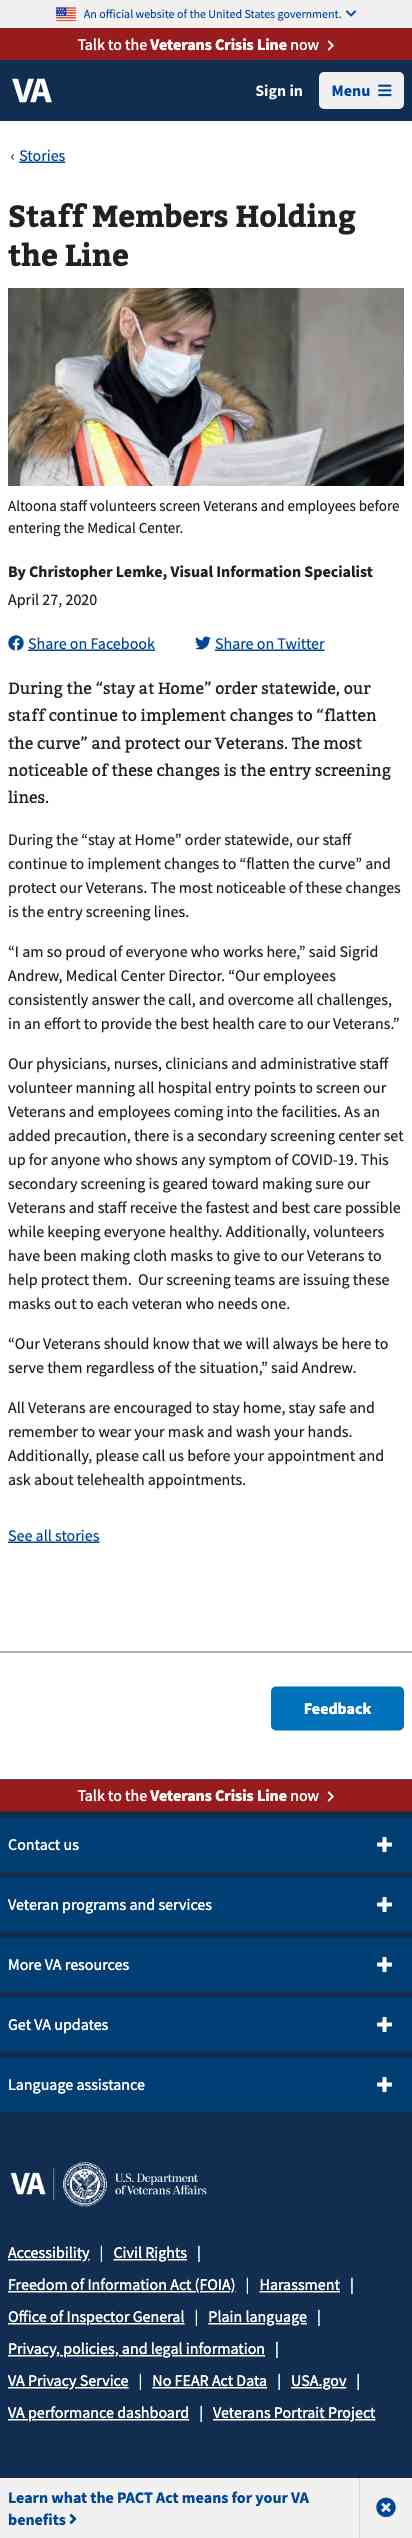 An official website of the United States government.
Talk to the Veterans Crisis Line now
VA
Sign in
Menu
‹ Stories
Staff Members Holding
the Line
Altoona staff volunteers screen Veterans and employees before
entering the Medical Center.
By Christopher Lemke, Visual Information Specialist
April 27, 2020
Share on Facebook
Share on Twitter
During the “stay at Home” order statewide, our
staff continue to implement changes to “flatten
the curve” and protect our Veterans. The most
noticeable of these changes is the entry screening
lines.
During the “stay at Home” order statewide, our staff
continue to implement changes to “flatten the curve” and
protect our Veterans. The most noticeable of these changes
is the entry screening lines.
“I am so proud of everyone who works here,” said Sigrid
Andrew, Medical Center Director. “Our employees
consistently answer the call, and overcome all challenges,
in an effort to provide the best health care to our Veterans.”
Our physicians, nurses, clinicians and administrative staff
volunteer manning all hospital entry points to screen our
Veterans and employees coming into the facilities. As an
added precaution, there is a secondary screening center set
up for anyone who shows any symptom of COVID-19. This
secondary screening is geared toward making sure our
Veterans and staff receive the fastest and best care possible
while keeping everyone healthy. Additionally, volunteers
have been making cloth masks to give to our Veterans to
help protect them.  Our screening teams are issuing these
masks out to each veteran who needs one.
“Our Veterans should know that we will always be here to
serve them regardless of the situation,” said Andrew.
All Veterans are encouraged to stay home, stay safe and
remember to wear your mask and wash your hands.
Additionally, please call us before your appointment and
ask about telehealth appointments.
See all stories
Feedback
Talk to the Veterans Crisis Line now
Contact us
Veteran programs and services
More VA resources
Get VA updates
Language assistance
VA
U.S. Department
of Veterans Affairs
Accessibility | Civil Rights |
Freedom of Information Act (FOIA) | Harassment |
Office of Inspector General | Plain language |
Privacy, policies, and legal information |
VA Privacy Service | No FEAR Act Data | USA.gov |
VA performance dashboard | Veterans Portrait Project
Learn what the PACT Act means for your VA
benefits